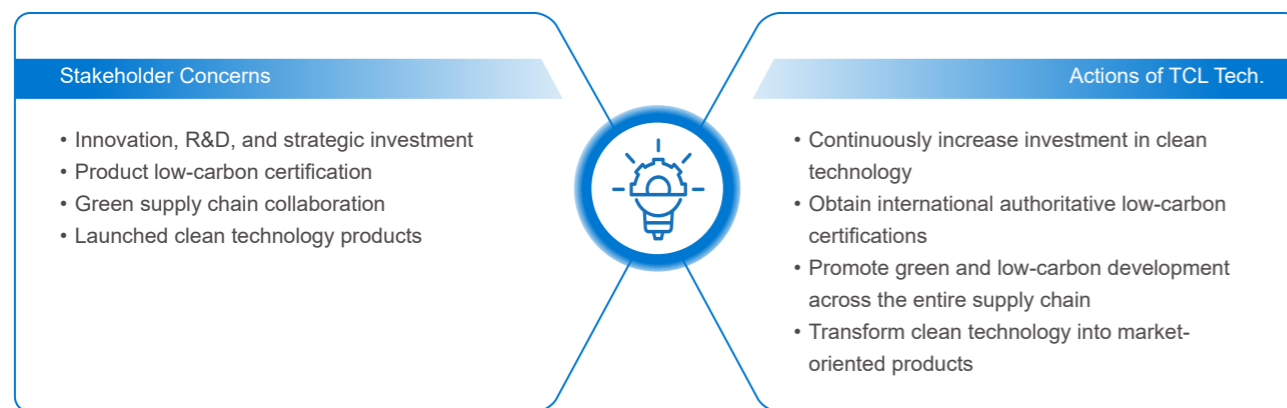 Stakeholder Concerns
• Innovation, R&D, and strategic investment
• Product low-carbon certification
• Green supply chain collaboration
• Launched clean technology products
Actions of TCL Tech.
• Continuously increase investment in clean
technology
• Obtain international authoritative low-carbon
certifications
• Promote green and low-carbon development
across the entire supply chain
• Transform clean technology into market-
oriented products